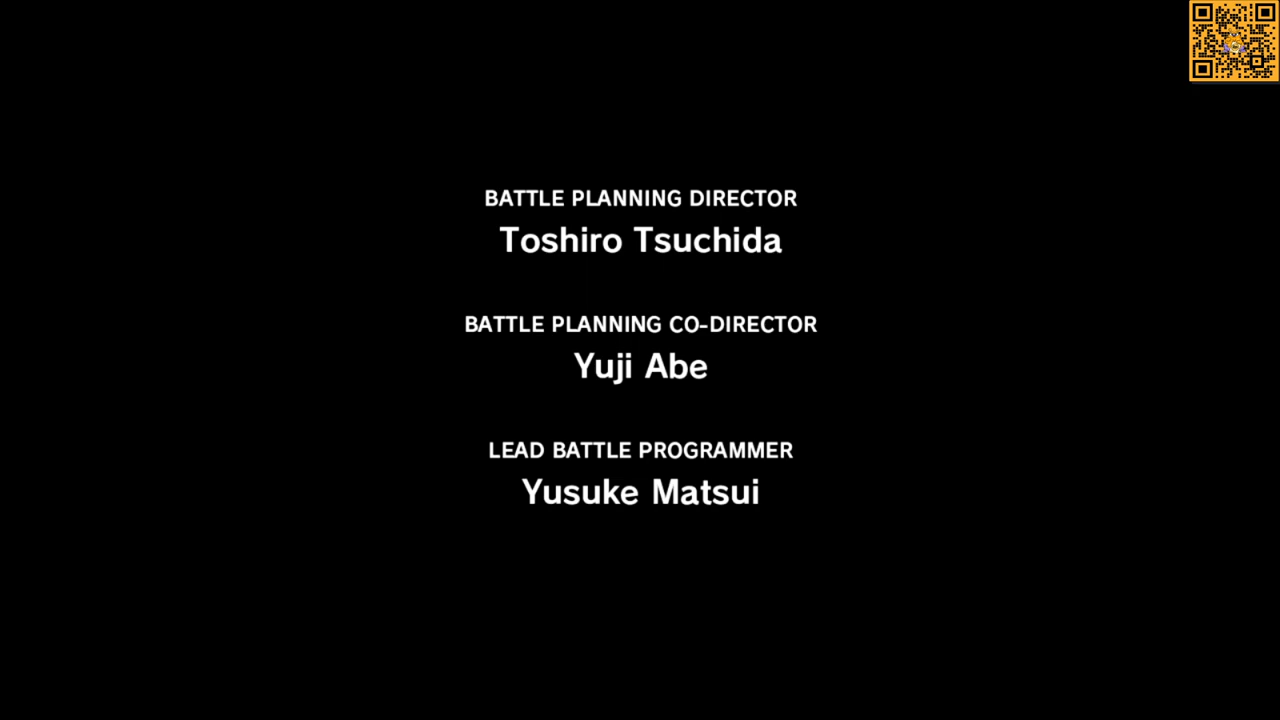 BATTLE PLANNING DIRECTOR
Toshiro Tsuchida
BATTLE PLANNING CO-DIRECTOR
Yuji Abe
LEAD BATTLE PROGRAMMER
Yusuke Matsui